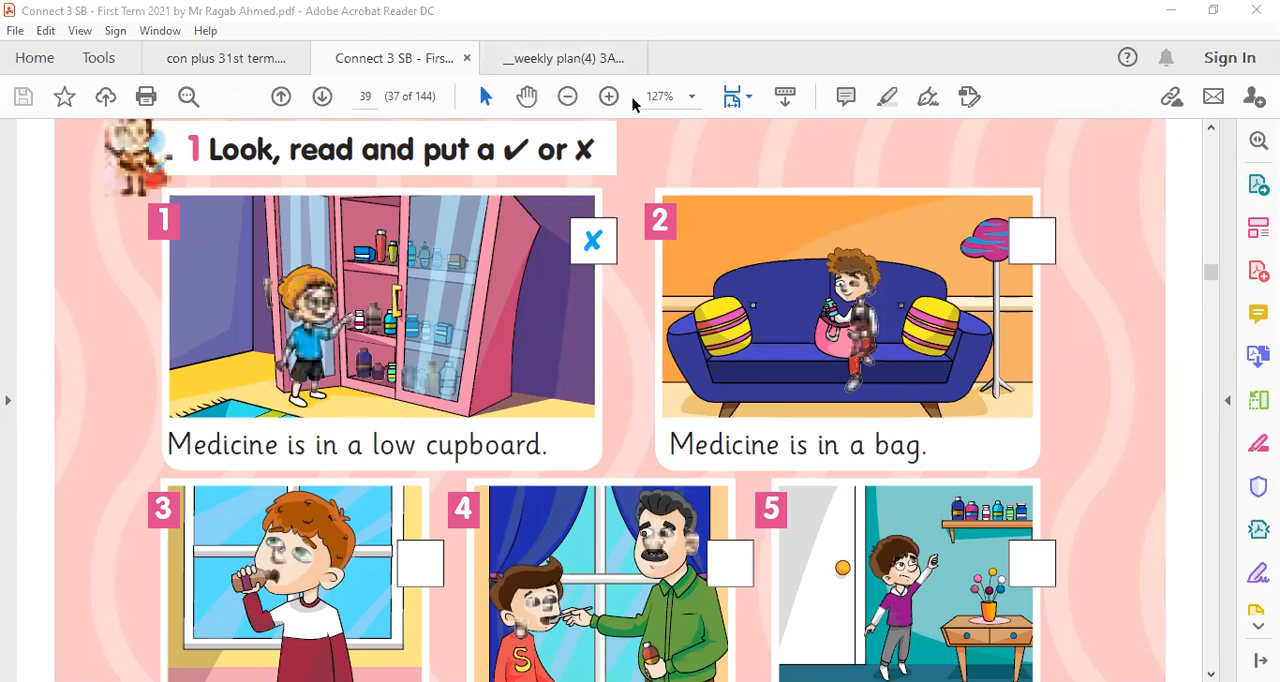 Connect 3 SB - First Term 2021 by Mr Ragab Ahmed.pdf - Adobe Acrobat Reader DC
File Edit View Sign Window Help
Home Tools con plus 31st term.... Connect 3 SB - Firs... × __weekly plan(4) 3A... Sign In
39 (37 of 144) 127%
1 Look, read and put a ✓ or ✗
1
✗
2
Medicine is in a low cupboard.
Medicine is in a bag.
3
4
5
S